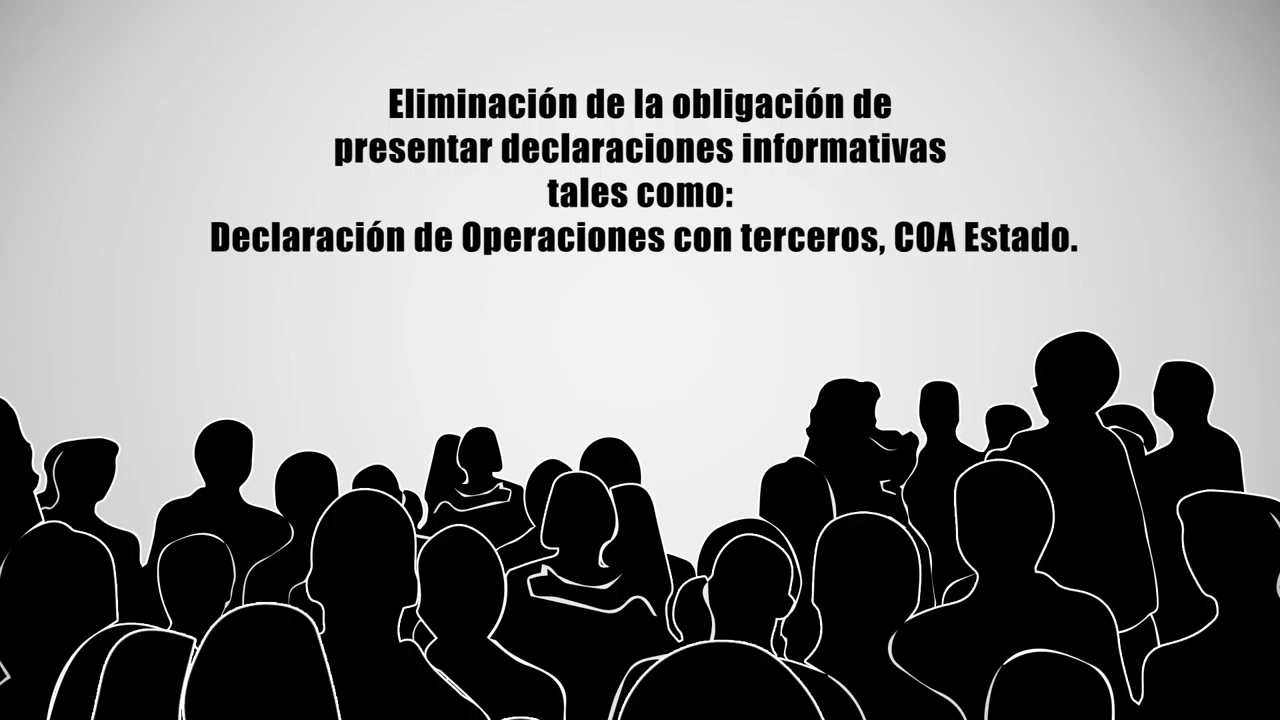 Eliminación de la obligación de
presentar declaraciones informativas
tales como:
Declaración de Operaciones con terceros, COA Estado.